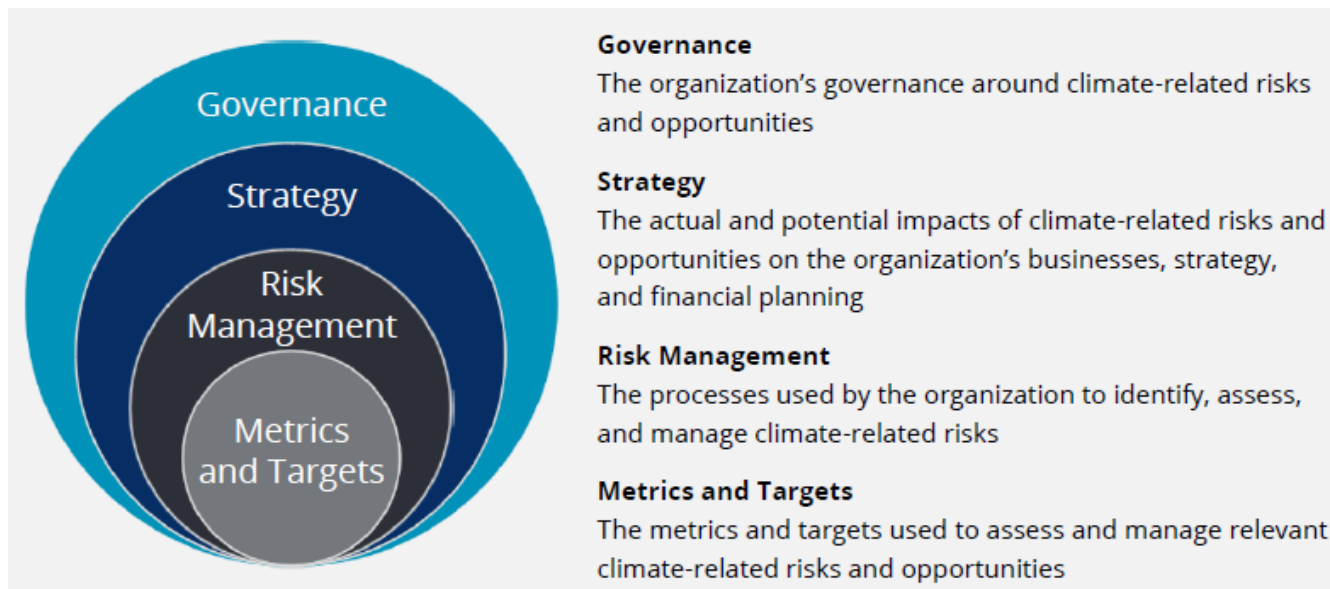 Governance
Strategy
Risk
Management
Metrics
and Targets
Governance
The organization’s governance around climate-related risks
and opportunities
Strategy
The actual and potential impacts of climate-related risks and
opportunities on the organization’s businesses, strategy,
and financial planning
Risk Management
The processes used by the organization to identify, assess,
and manage climate-related risks
Metrics and Targets
The metrics and targets used to assess and manage relevant
climate-related risks and opportunities